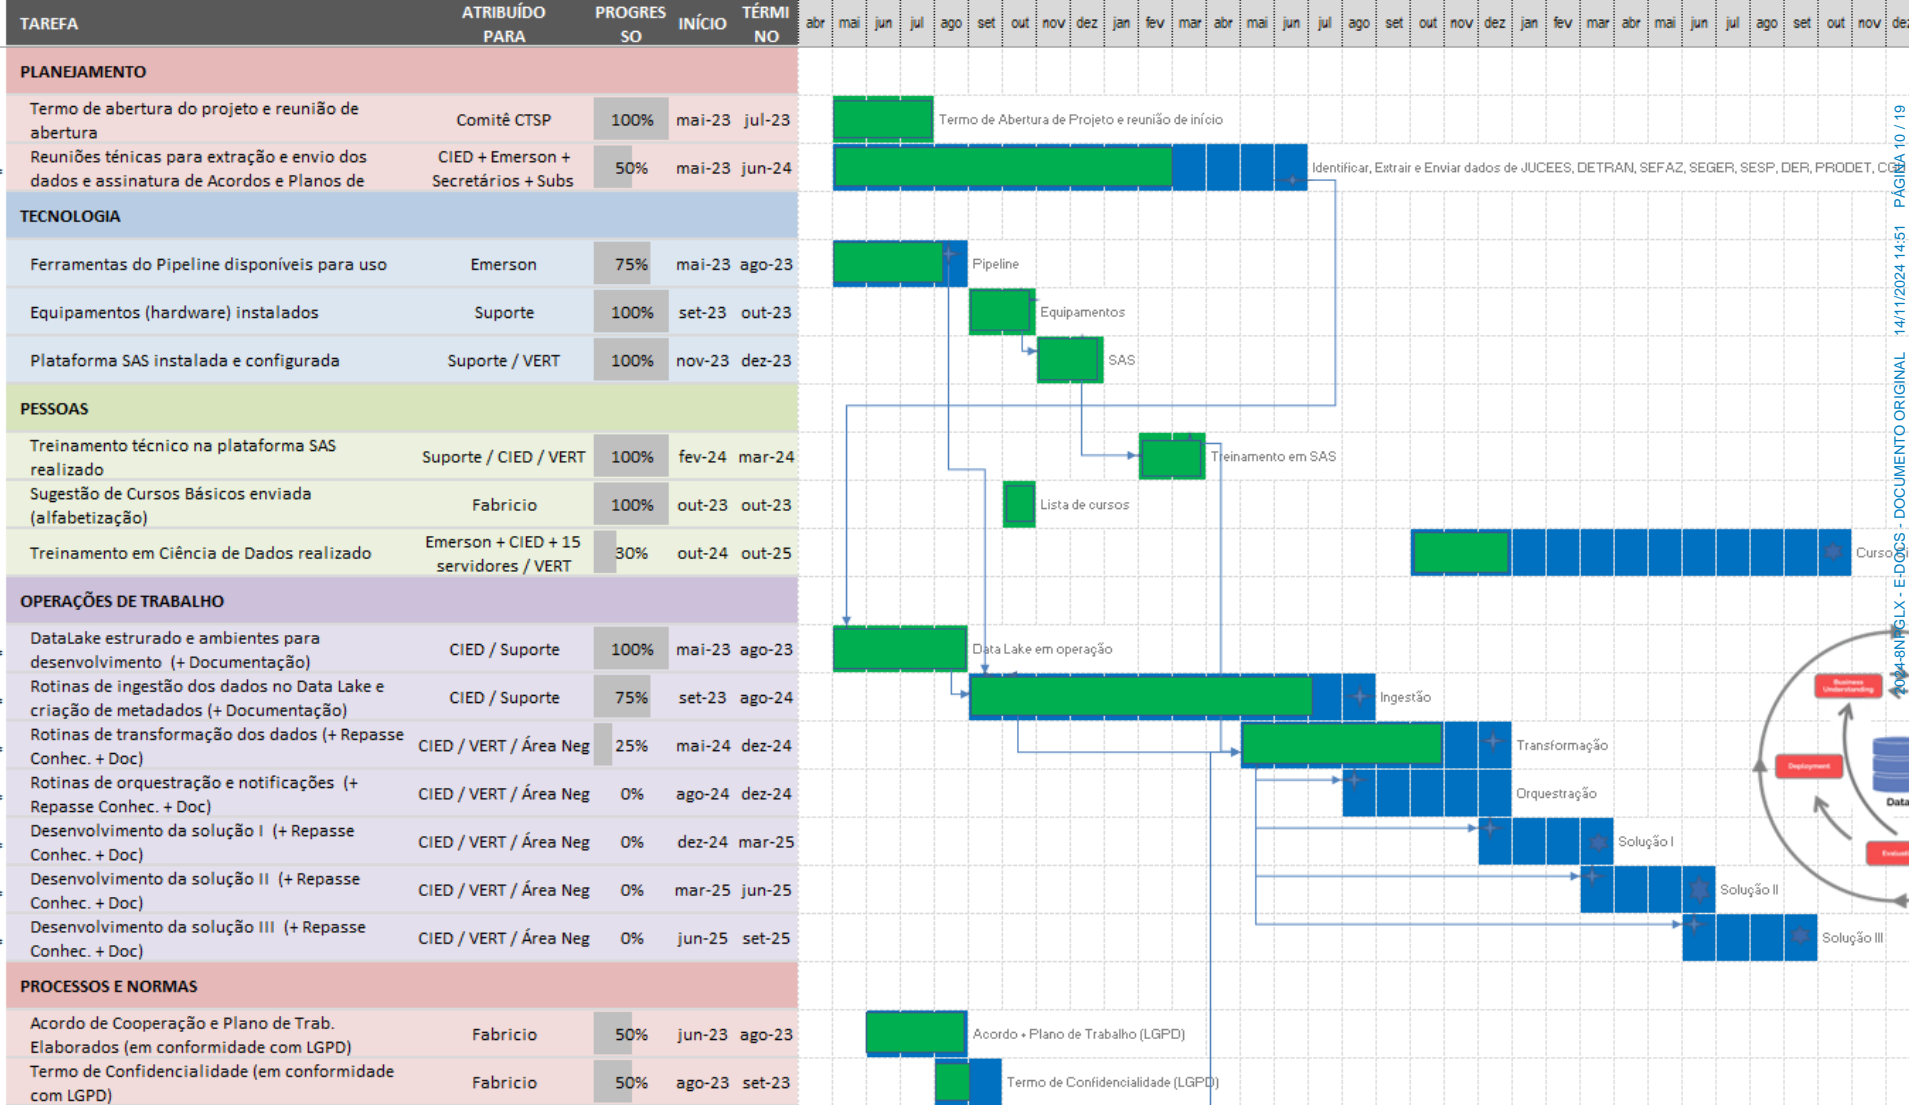 TAREFA ATRIBUÍDO PARA PROGRES SO INÍCIO TÉRMI NO abr mai jun jul ago set out nov dez jan fev mar abr mai jun jul ago set out nov dez jan fev mar abr mai jun jul ago set out nov
PLANEJAMENTO
Termo de abertura do projeto e reunião de
abertura
Comitê CTSP 100% mai-23 jul-23 Termo de Abertura de Projeto e reunião de início
Reuniões ténicas para extração e envio dos
dados e assinatura de Acordos e Planos de
CIED + Emerson +
Secretários + Subs
50% mai-23 jun-24 Identificar, Extrair e Enviar dados de JUCEES, DETRAN, SEFAZ, SEGER, SESP, DER, PRODET,
TECNOLOGIA
Ferramentas do Pipeline disponíveis para uso Emerson 75% mai-23 ago-23 Pipeline
Equipamentos (hardware) instalados Suporte 100% set-23 out-23 Equipamentos
Plataforma SAS instalada e configurada Suporte / VERT 100% nov-23 dez-23 SAS
PESSOAS
Treinamento técnico na plataforma SAS
realizado
Suporte / CIED / VERT 100% fev-24 mar-24 Treinamento em SAS
Sugestão de Cursos Básicos enviada
(alfabetização)
Fabricio 100% out-23 out-23 Lista de cursos
Treinamento em Ciência de Dados realizado
Emerson + CIED + 15
servidores / VERT
30% out-24 out-25 Curso
OPERAÇÕES DE TRABALHO
DataLake estrurado e ambientes para
desenvolvimento (+ Documentação)
CIED / Suporte 100% mai-23 ago-23 Data Lake em operação
Rotinas de ingestão dos dados no Data Lake e
criação de metadados (+ Documentação)
CIED / Suporte 75% set-23 ago-24 Ingestão
Rotinas de transformação dos dados (+ Repasse
Conhec. + Doc)
CIED / VERT / Área Neg 25% mai-24 dez-24 Transformação
Rotinas de orquestração e notificações (+
Repasse Conhec. + Doc)
CIED / VERT / Área Neg 0% ago-24 dez-24 Orquestração
Desenvolvimento da solução I (+ Repasse
Conhec. + Doc)
CIED / VERT / Área Neg 0% dez-24 mar-25 Solução I
Desenvolvimento da solução II (+ Repasse
Conhec. + Doc)
CIED / VERT / Área Neg 0% mar-25 jun-25 Solução II
Desenvolvimento da solução III (+ Repasse
Conhec. + Doc)
CIED / VERT / Área Neg 0% jun-25 set-25 Solução III
PROCESSOS E NORMAS
Acordo de Cooperação e Plano de Trab.
Elaborados (em conformidade com LGPD)
Fabricio 50% jun-23 ago-23 Acordo + Plano de Trabalho (LGPD)
Termo de Confidencialidade (em conformidade
com LGPD)
Fabricio 50% ago-23 set-23 Termo de Confidencialidade (LGPD)
Business
Understanding
Deployment
Data
2024-8NPGLX - E-DOCS - DOCUMENTO ORIGINAL 14/11/2024 14:51 PÁGINA 10 / 19